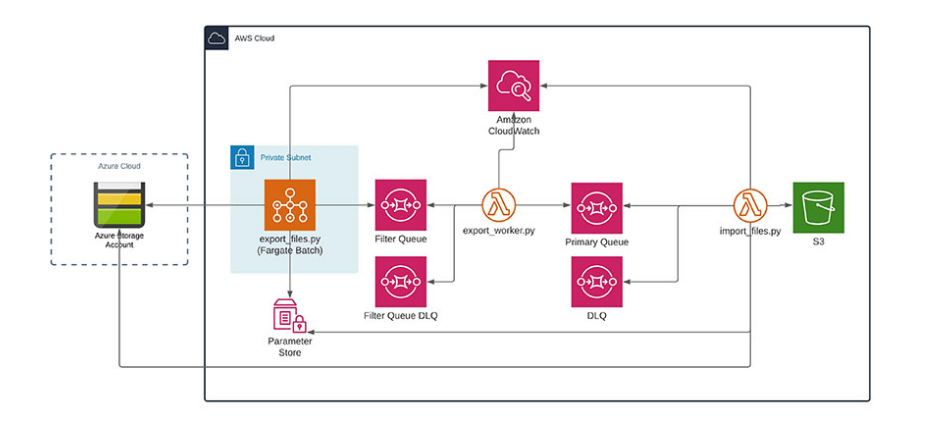 AWS Cloud
Amazon
CloudWatch
Azure Cloud
Private Subnet
Azure Storage
Account
export_files.py
(Fargate Batch)
Filter Queue
export_worker.py
Primary Queue
import_files.py
S3
Filter Queue DLQ
DLQ
Parameter
Store